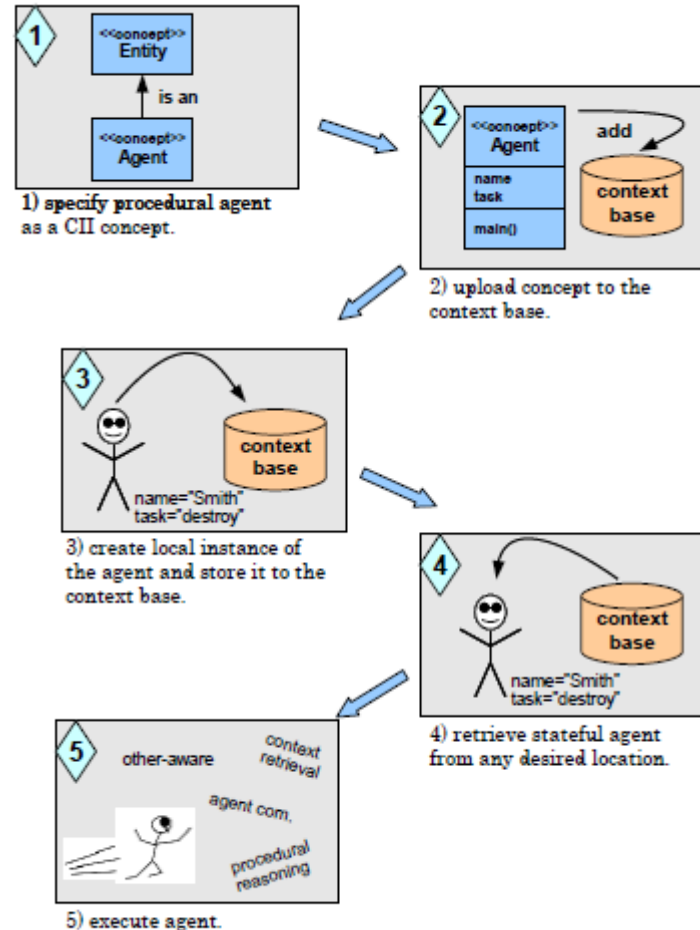 1
<<concept>>
Entity
is an
<<concept>>
Agent
1) specify procedural agent
as a CII concept.
2
<<concept>>
Agent
name
task
main()
add
context
base
2) upload concept to the
context base.
3
context
base
name="Smith"
task="destroy"
3) create local instance of
the agent and store it to the
context base.
4
context
base
name="Smith"
task="destroy"
4) retrieve stateful agent
from any desired location.
5
other-aware
context
retrieval
agent com.
procedural
reasoning
5) execute agent.